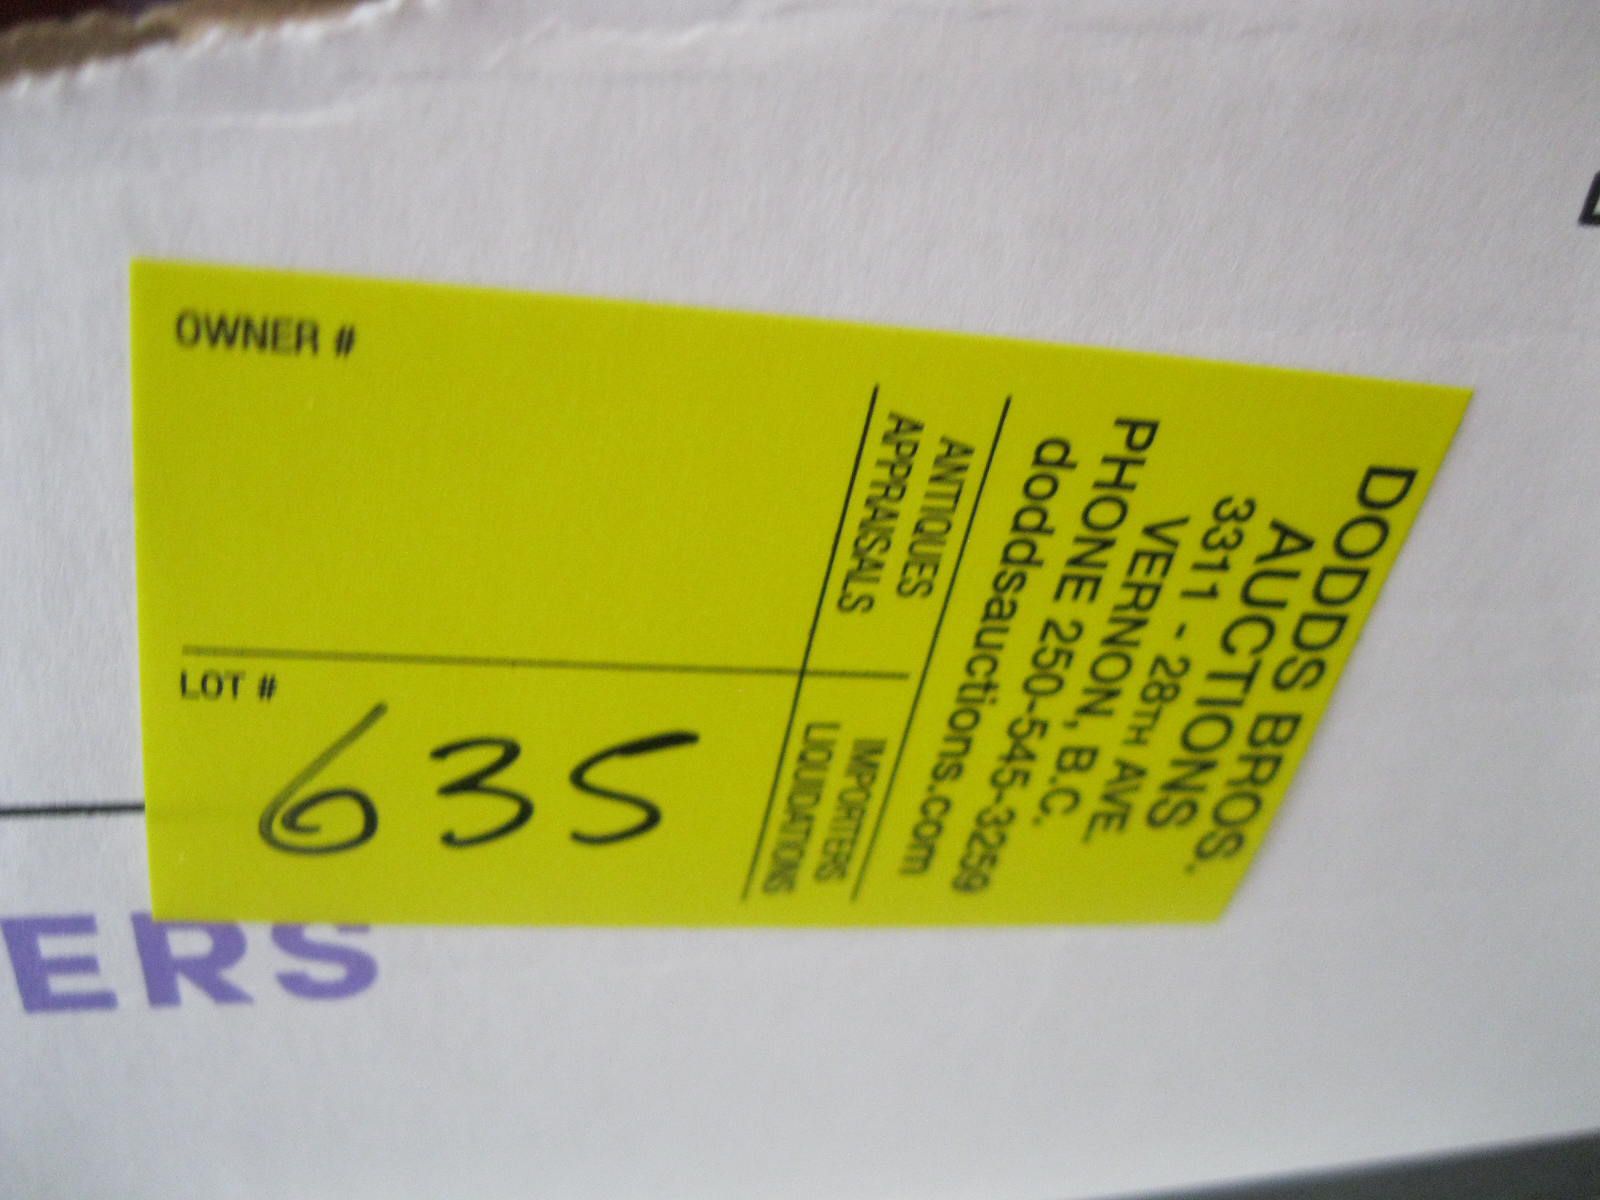 DODDS BROS.
AUCTIONS
3311 - 28TH AVE.
VERNON, B.C.
PHONE 250-545-3259
doddsauctions.com
ANTIQUES
APPRAISALS
IMPORTERS
LIQUIDATIONS
OWNER #
LOT #
635
ERS